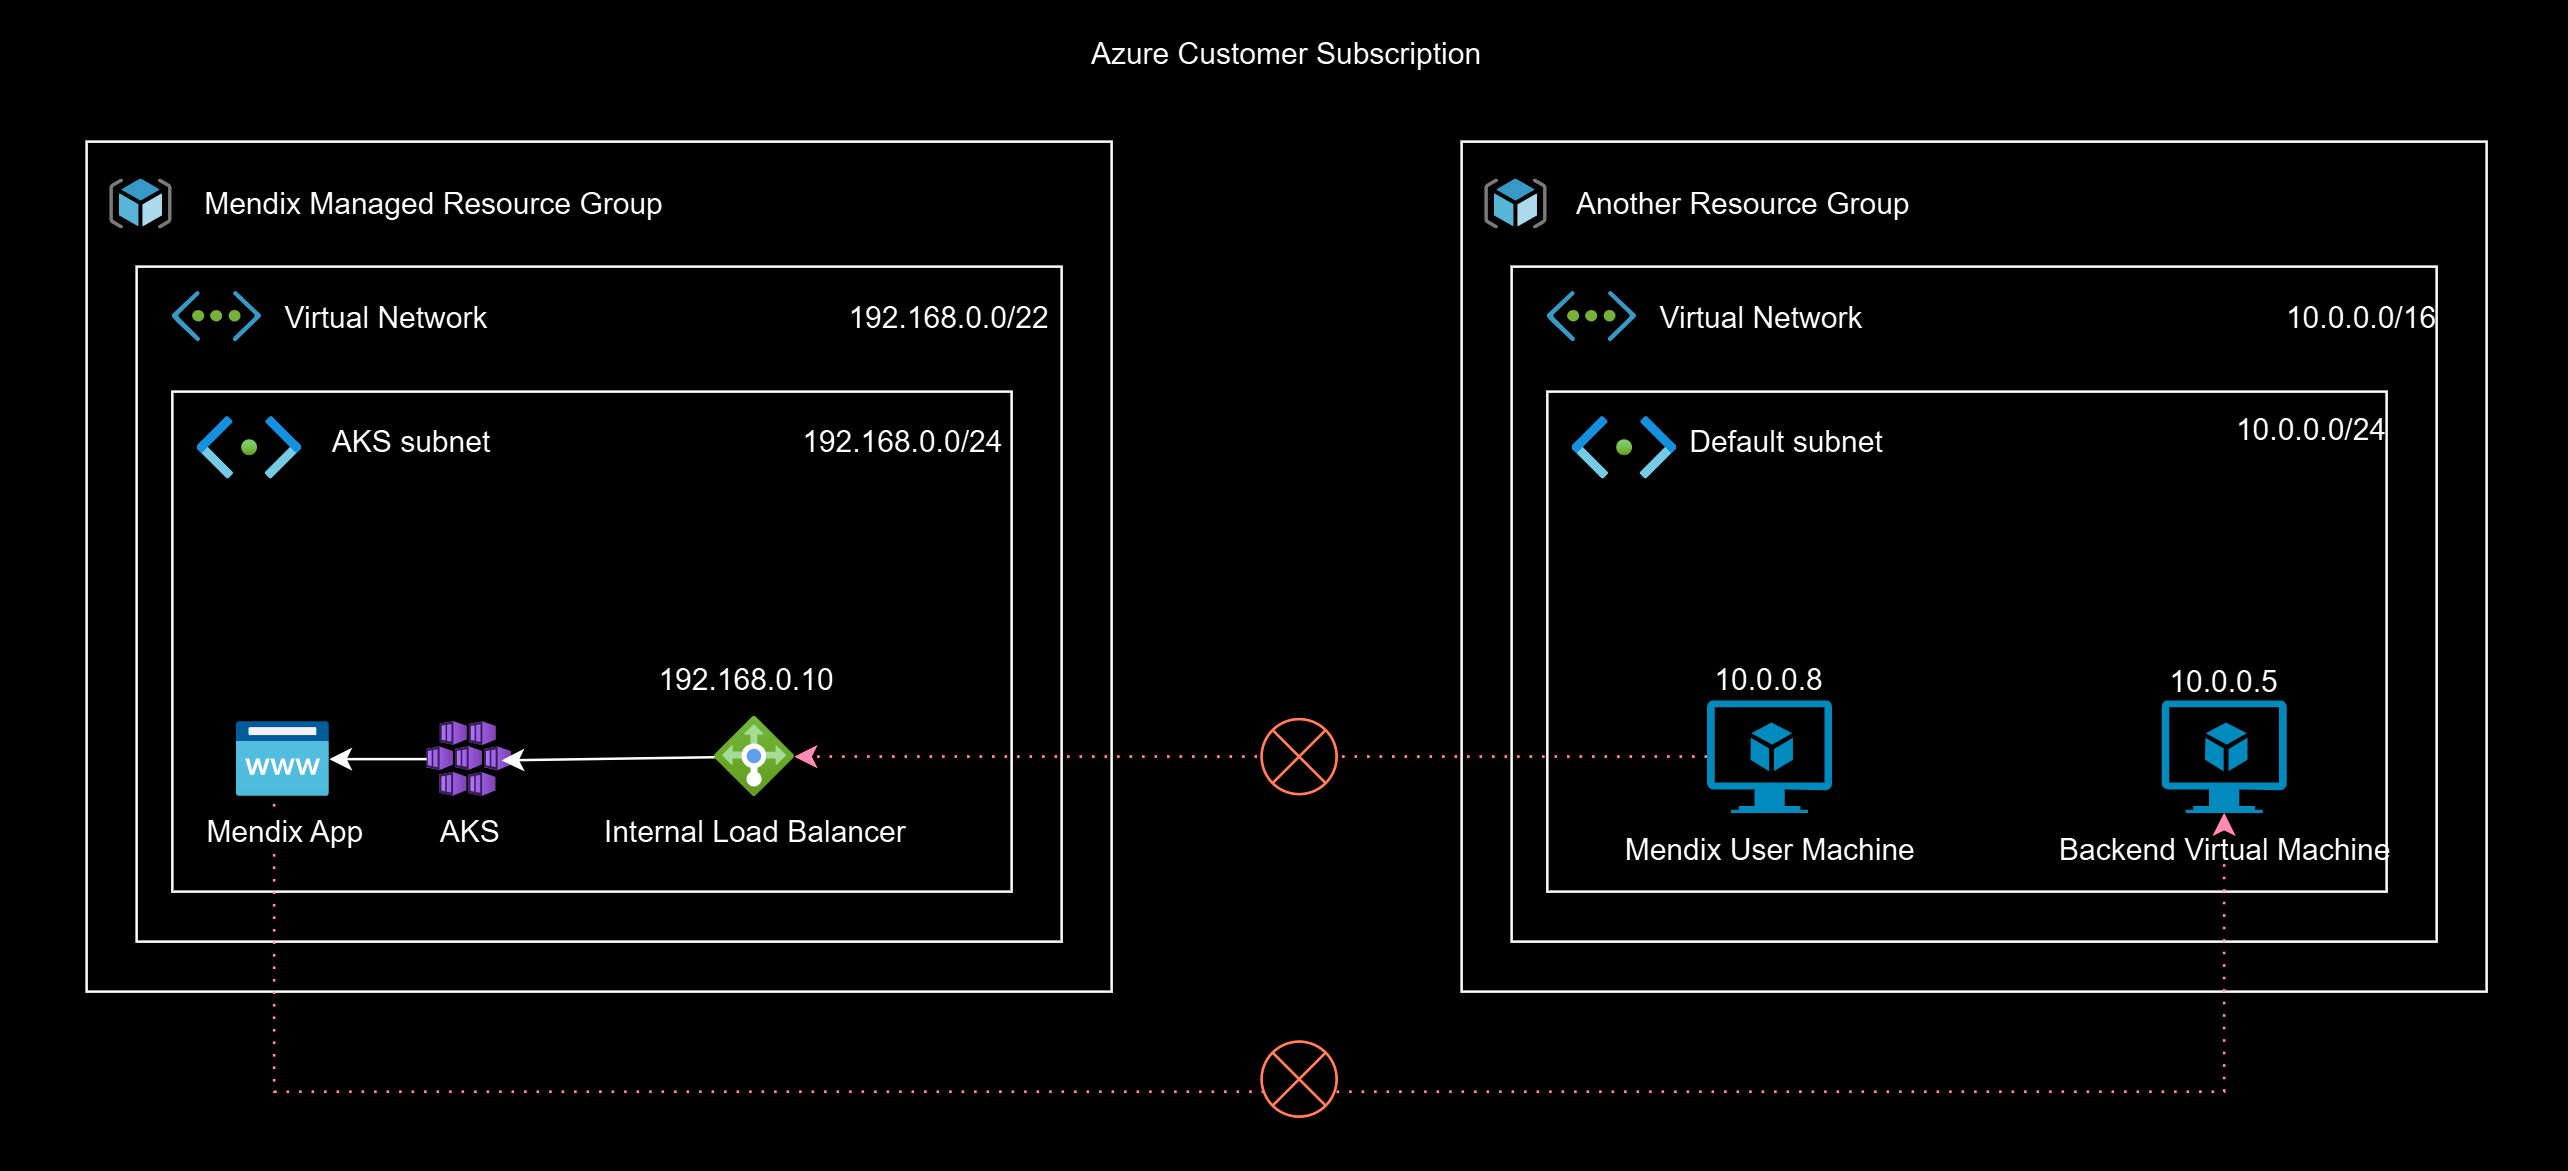 Azure Customer Subscription
Mendix Managed Resource Group
Virtual Network
192.168.0.0/22
AKS subnet
192.168.0.0/24
192.168.0.10
www
Mendix App
AKS
Internal Load Balancer
Another Resource Group
Virtual Network
10.0.0.0/16
Default subnet
10.0.0.0/24
10.0.0.8
Mendix User Machine
10.0.0.5
Backend Virtual Machine